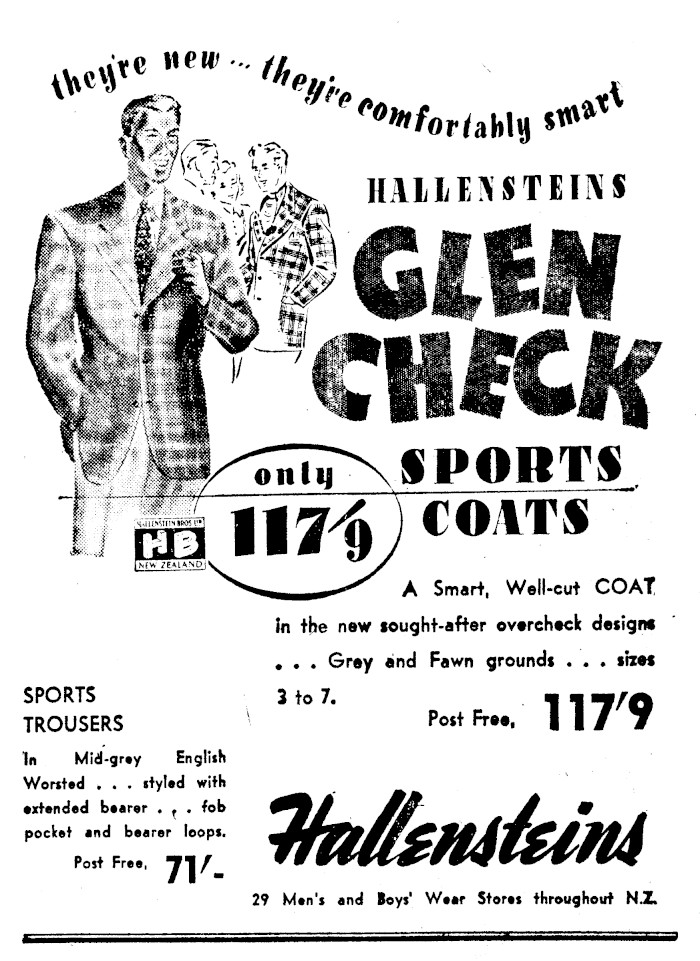 they're new ... they're comfortably smart
HALLENSTEINS
GLEN
CHECK
SPORTS
COATS
only
117/9
HALLENSTEIN BROS LTD
HB
NEW ZEALAND
A Smart, Well-cut COAT
in the new sought-after overcheck designs
. . . Grey and Fawn grounds . . . sizes
3 to 7.
Post Free, 117'9
SPORTS
TROUSERS
In Mid-grey English
Worsted . . . styled with
extended bearer . . . fob
pocket and bearer loops.
Post Free, 71/-
Hallensteins
29 Men's and Boys' Wear Stores throughout N.Z.